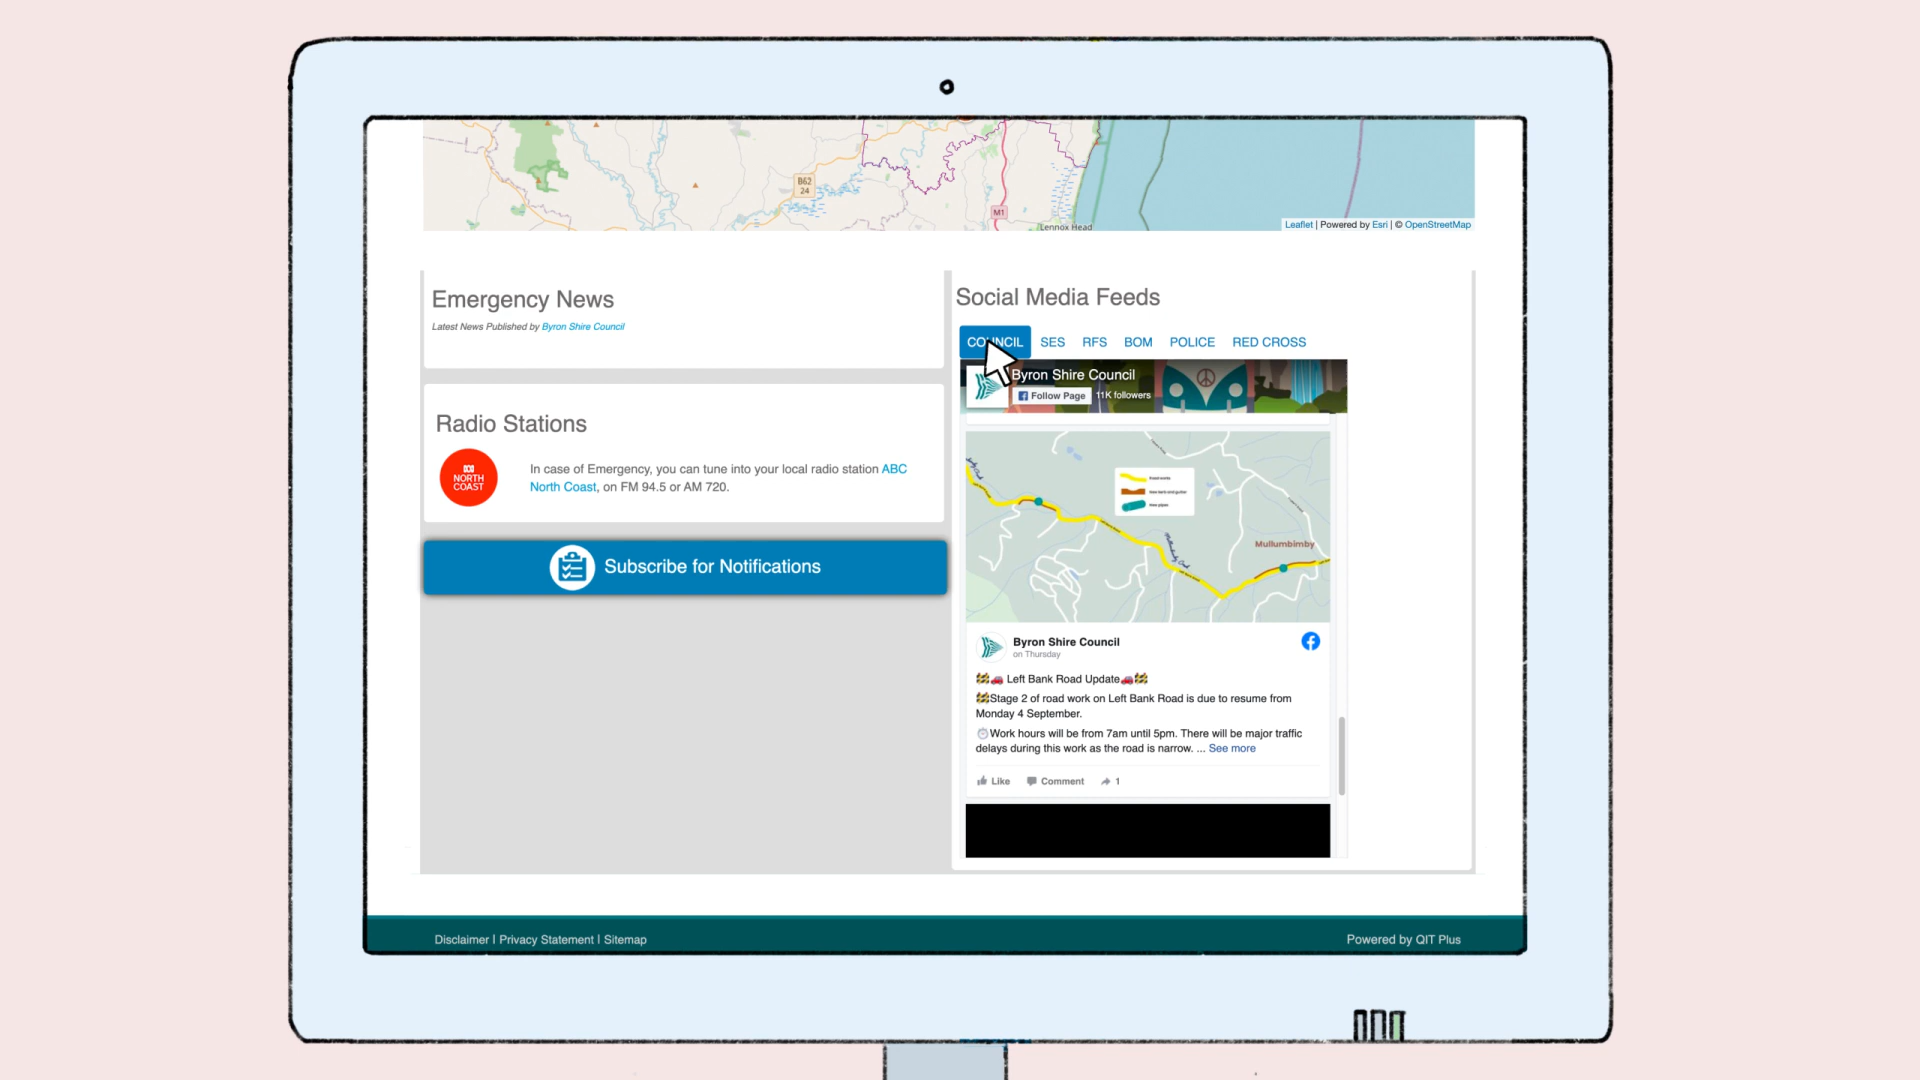 B62
24
M1
Lennox Head
Leaflet | Powered by Esri | © OpenStreetMap
Emergency News
Latest News Published by Byron Shire Council
Radio Stations
NORTH
COAST
In case of Emergency, you can tune into your local radio station ABC
North Coast, on FM 94.5 or AM 720.
Subscribe for Notifications
Social Media Feeds
COUNCIL SES RFS BOM POLICE RED CROSS
Byron Shire Council
Follow Page 11K followers
Mullumbimby
Byron Shire Council
on Thursday
🚧🚗 Left Bank Road Update🚗🚧
🚧Stage 2 of road work on Left Bank Road is due to resume from
Monday 4 September.
⏱Work hours will be from 7am until 5pm. There will be major traffic
delays during this work as the road is narrow. ... See more
Like Comment 1
Disclaimer | Privacy Statement | Sitemap
Powered by QIT Plus